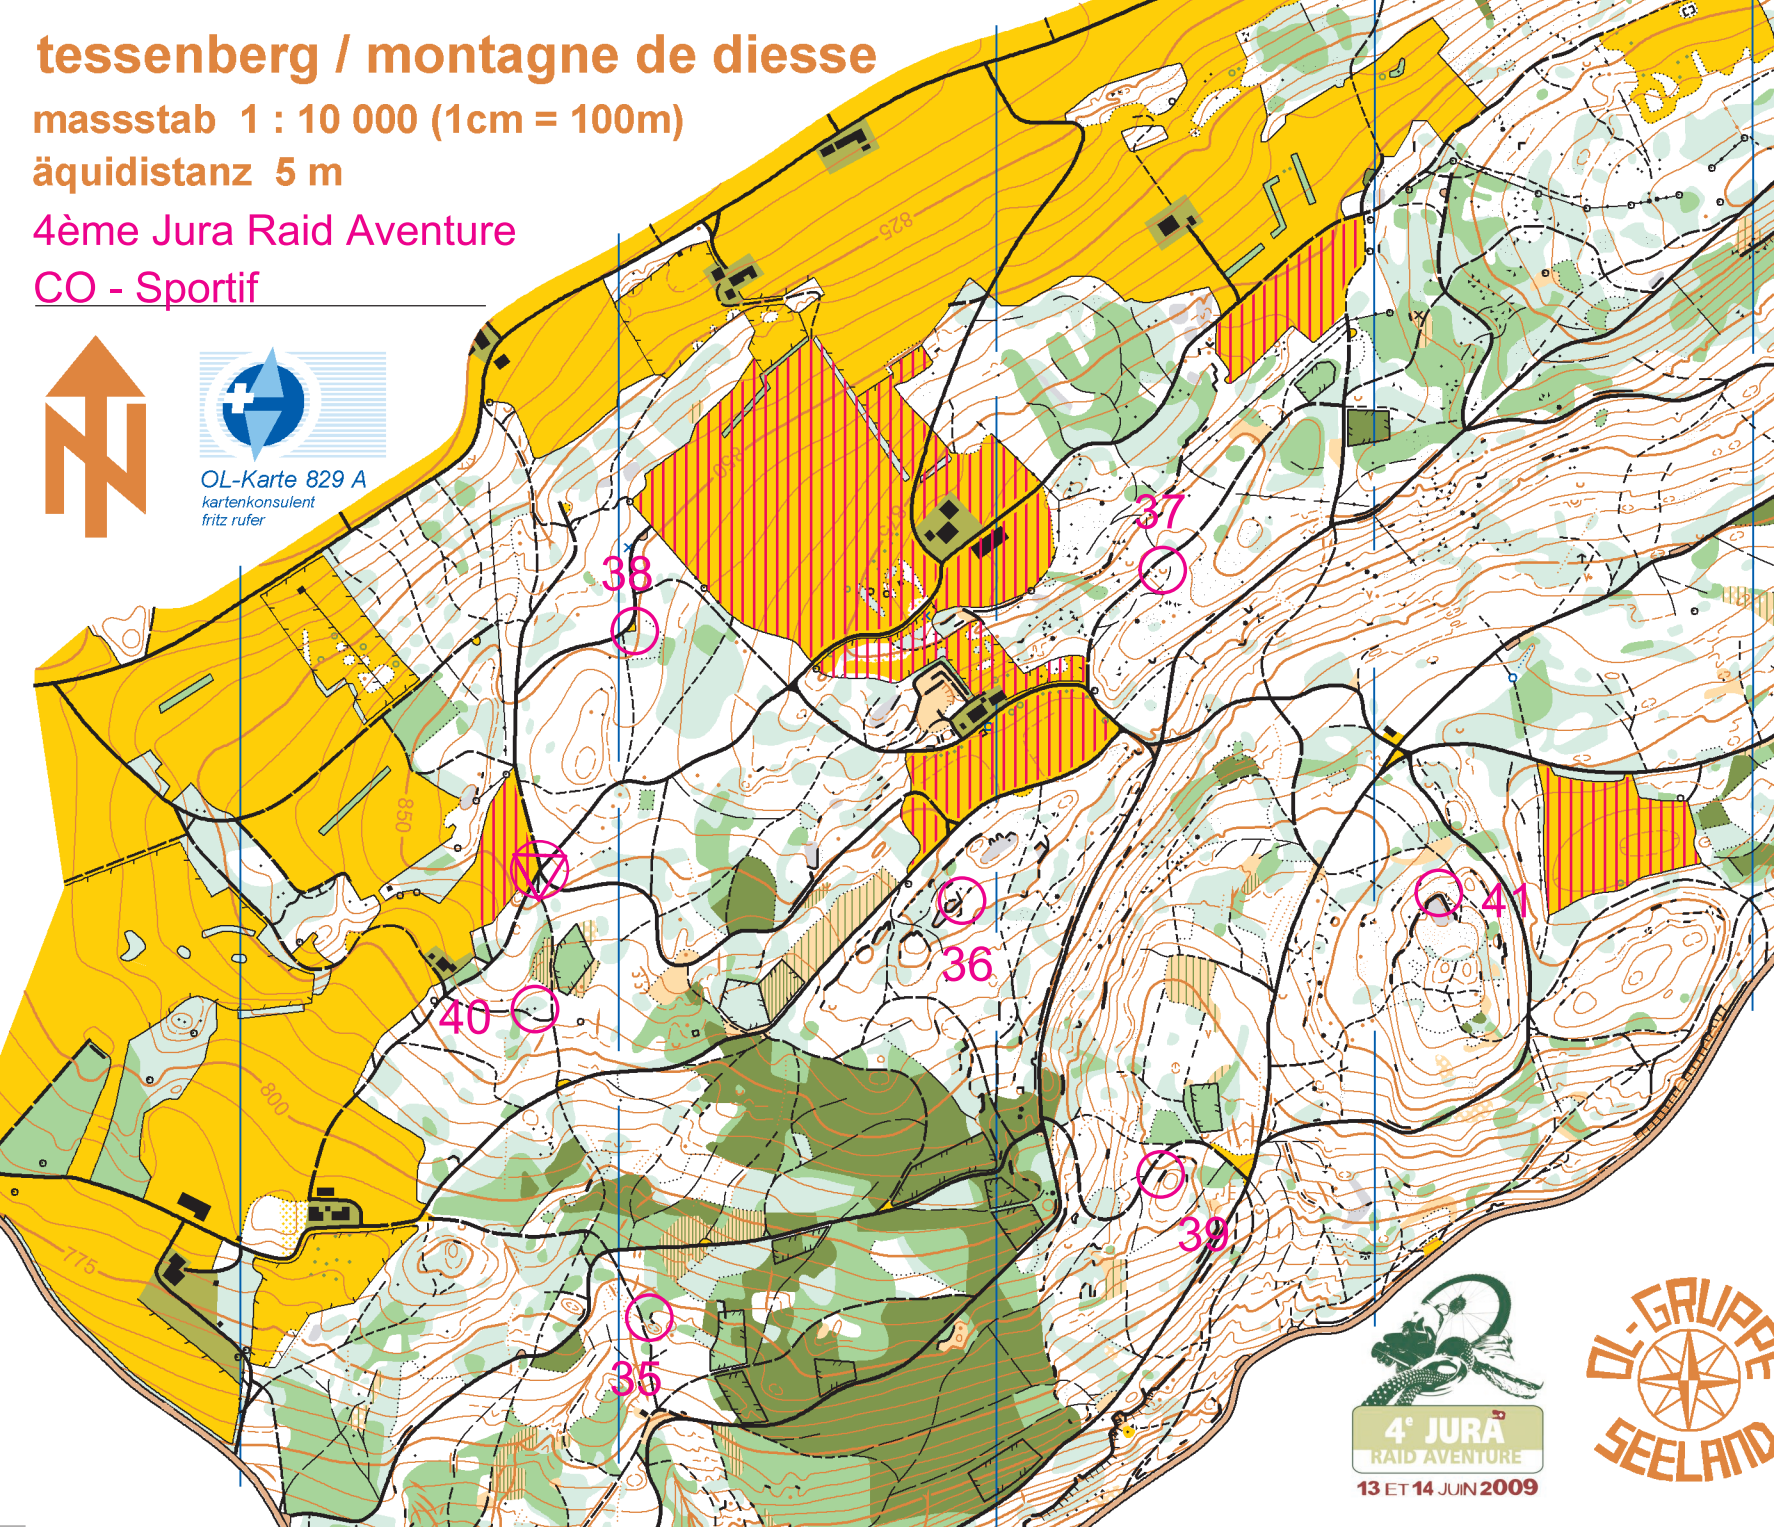 tessenberg / montagne de diesse
massstab 1 : 10 000 (1cm = 100m)
äquidistanz 5 m
4ème Jura Raid Aventure
CO - Sportif
N
OL-Karte 829 A
kartenkonsulent
fritz rufer
825
850
875
37
38
850
41
36
40
800
39
775
35
4e JURA
RAID AVENTURE
13 ET 14 JUIN 2009
OL-GRUPPE
SEELAND